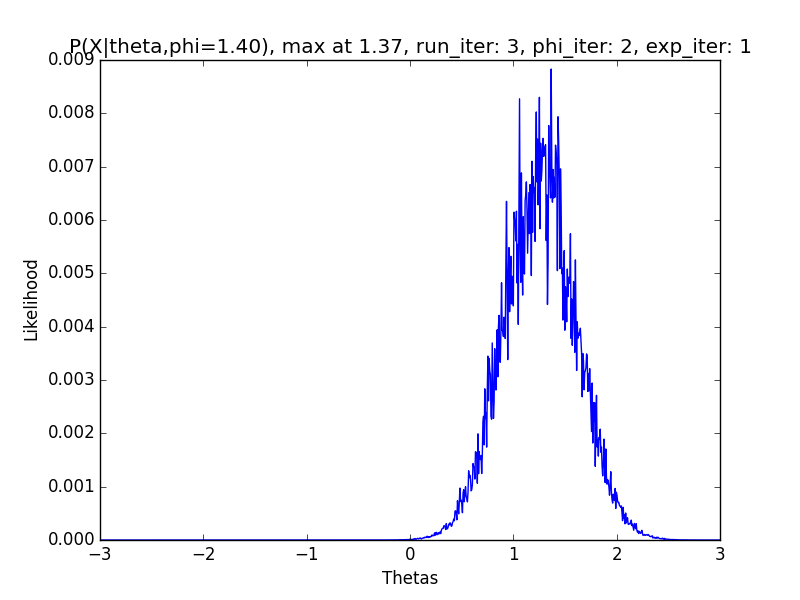 P(X|theta,phi=1.40), max at 1.37, run_iter: 3, phi_iter: 2, exp_iter: 1
0.009
0.008
0.007
0.006
0.005
0.004
0.003
0.002
0.001
0.000
Likelihood
−3 −2 −1 0 1 2 3
Thetas